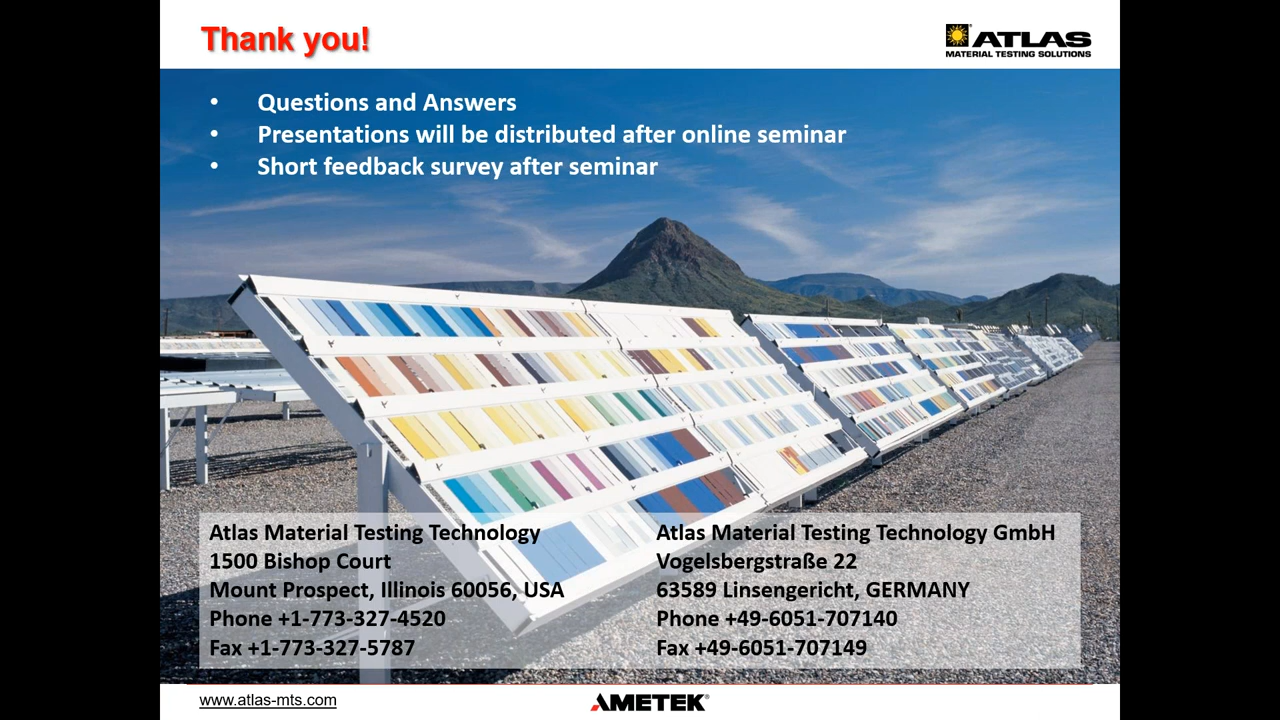 Thank you!
ATLAS
MATERIAL TESTING SOLUTIONS
• Questions and Answers
• Presentations will be distributed after online seminar
• Short feedback survey after seminar
Atlas Material Testing Technology
1500 Bishop Court
Mount Prospect, Illinois 60056, USA
Phone +1-773-327-4520
Fax +1-773-327-5787
Atlas Material Testing Technology GmbH
Vogelsbergstraße 22
63589 Linsengericht, GERMANY
Phone +49-6051-707140
Fax +49-6051-707149
www.atlas-mts.com
AMETEK®